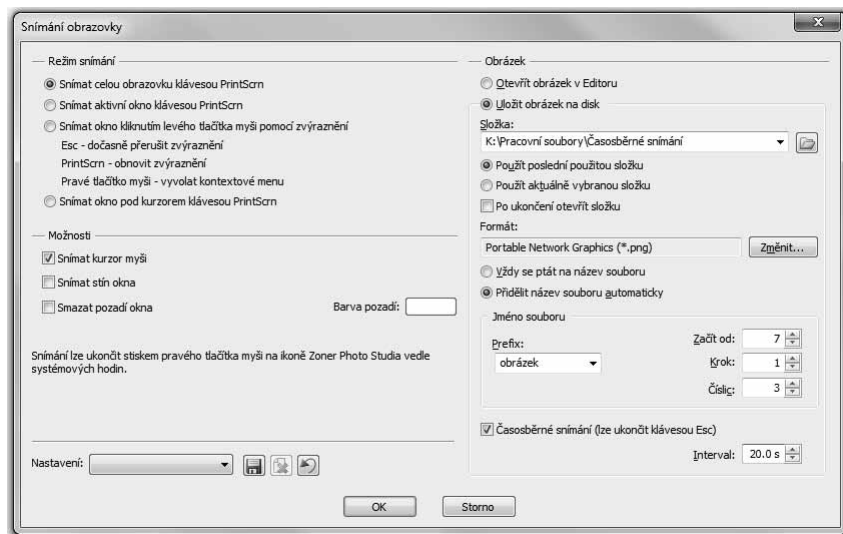 Snímání obrazovky
Režim snímání
Snímat celou obrazovku klávesou PrintScrn
Snímat aktivní okno klávesou PrintScrn
Snímat okno kliknutím levého tlačítka myši pomocí zvýraznění
Esc - dočasně přerušit zvýraznění
PrintScrn - obnovit zvýraznění
Pravé tlačítko myši - vyvolat kontextové menu
Snímat okno pod kurzorem klávesou PrintScrn
Možnosti
Snímat kurzor myši
Snímat stín okna
Smazat pozadí okna
Barva pozadí:
Snímání lze ukončit stiskem pravého tlačítka myši na ikoně Zoner Photo Studia vedle
systémových hodin.
Nastavení:
Obrázek
Otevřít obrázek v Editoru
Uložit obrázek na disk
Složka:
K:\Pracovní soubory\Časosběrné snímání
Použít poslední použitou složku
Použít aktuálně vybranou složku
Po ukončení otevřít složku
Formát:
Portable Network Graphics (*.png)
Změnit...
Vždy se ptát na název souboru
Přidělit název souboru automaticky
Jméno souboru
Prefix:
obrázek
Začít od: 7
Krok: 1
Číslic: 3
Časosběrné snímání (lze ukončit klávesou Esc)
Interval: 20.0 s
OK
Storno